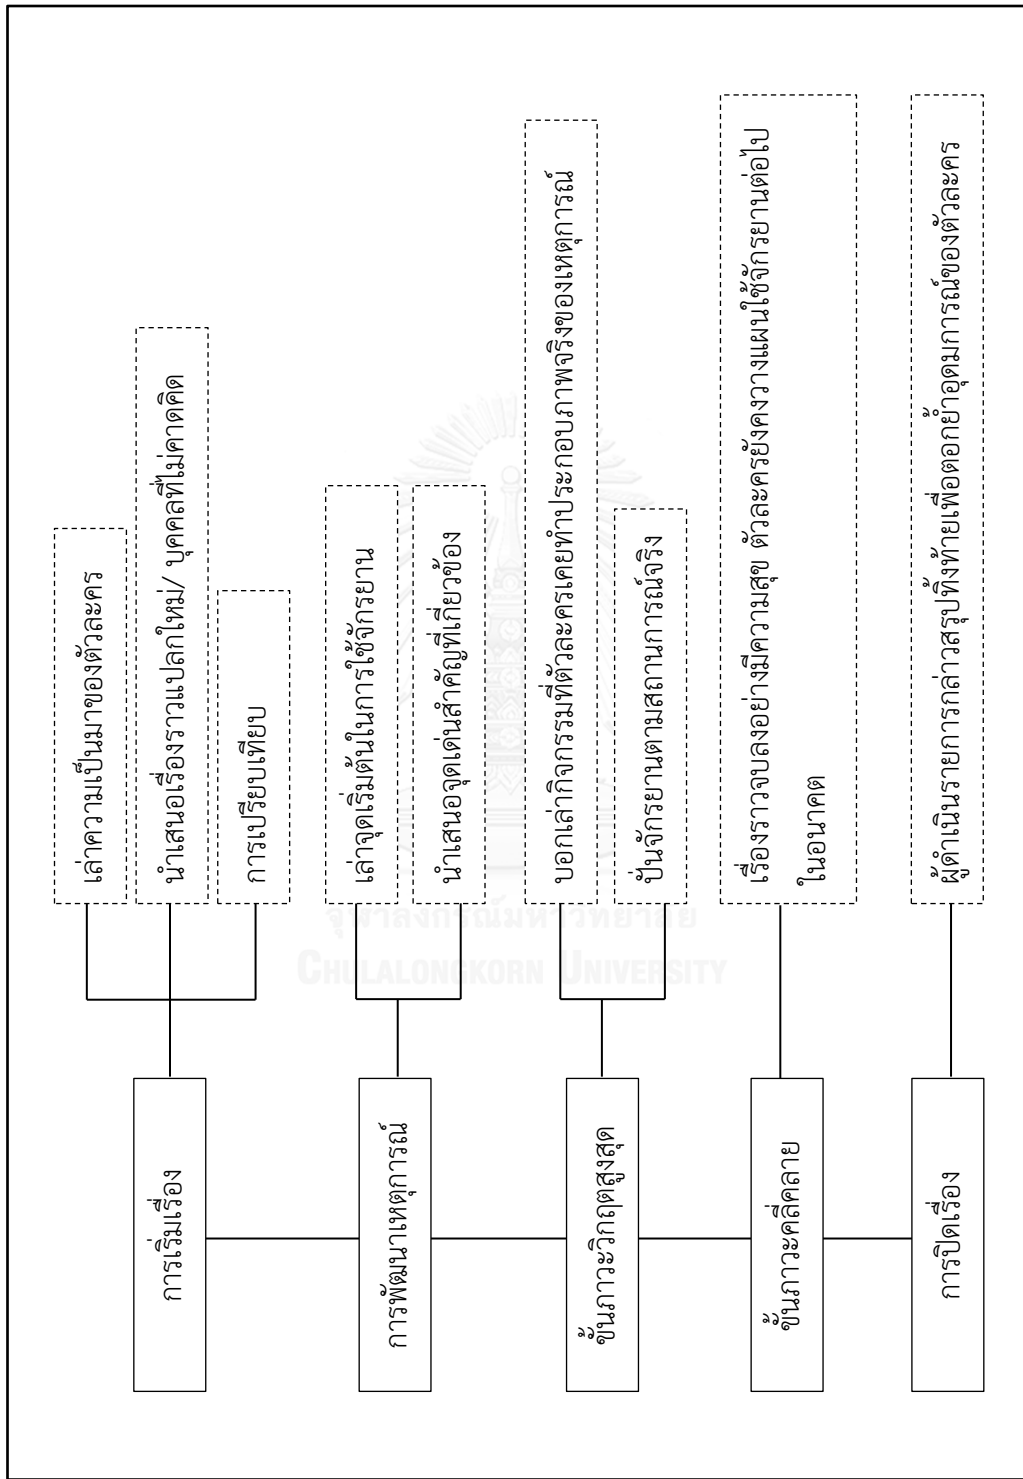 การเริ่มเรื่อง
เล่าความเป็นมาของตัวละคร
นำเสนอเรื่องราวแปลกใหม่/ บุคคลที่ไม่คาดคิด
การเปรียบเทียบ
การพัฒนาเหตุการณ์
เล่าจุดเริ่มต้นในการใช้จักรยาน
นำเสนอจุดเด่นสำคัญที่เกี่ยวข้อง
ขั้นภาวะวิกฤตสูงสุด
บอกเล่ากิจกรรมที่ตัวละครเคยทำประกอบภาพจริงของเหตุการณ์
ปั่นจักรยานตามสถานการณ์จริง
ขั้นภาวะคลี่คลาย
เรื่องราวจบลงอย่างมีความสุข ตัวละครยังคงวางแผนใช้จักรยานต่อไป
ในอนาคต
การปิดเรื่อง
ผู้ดำเนินรายการกล่าวสรุปทิ้งท้ายเพื่อตอกย้ำอุดมการณ์ของตัวละคร
จุฬาลงกรณ์มหาวิทยาลัย
CHULALONGKORN UNIVERSITY